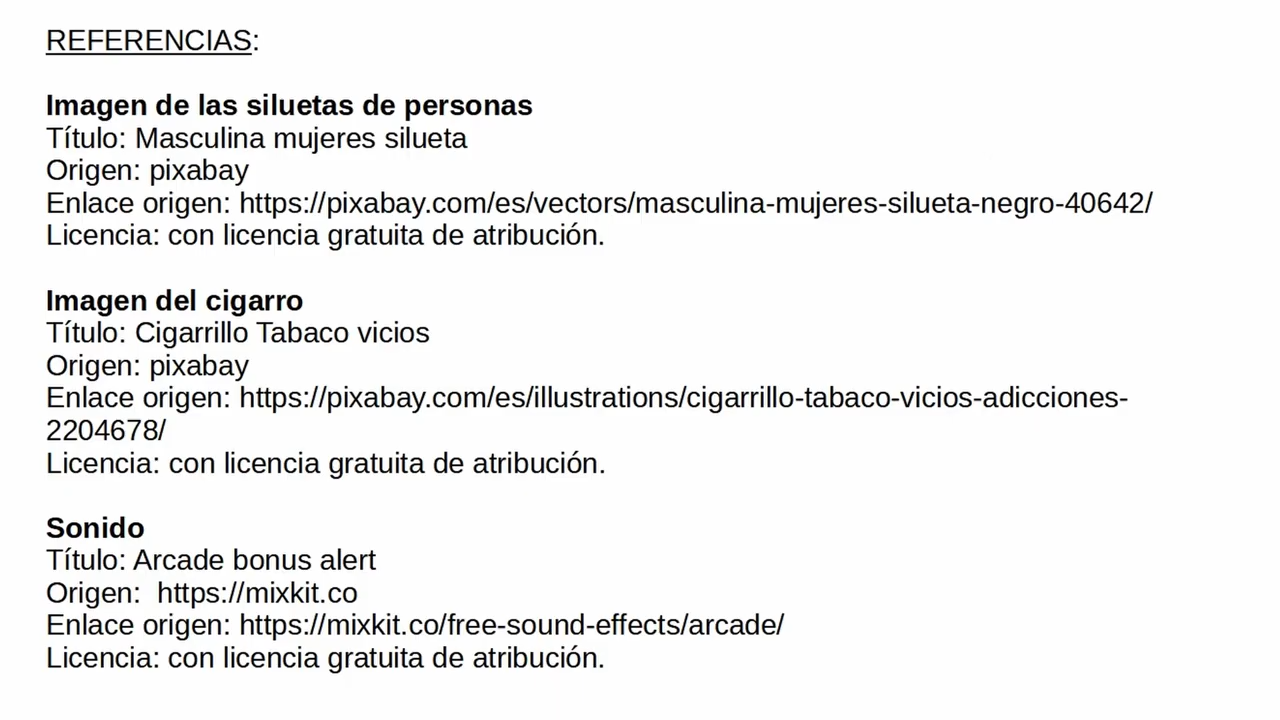 REFERENCIAS:
Imagen de las siluetas de personas
Título: Masculina mujeres silueta
Origen: pixabay
Enlace origen: https://pixabay.com/es/vectors/masculina-mujeres-silueta-negro-40642/
Licencia: con licencia gratuita de atribución.
Imagen del cigarro
Título: Cigarrillo Tabaco vicios
Origen: pixabay
Enlace origen: https://pixabay.com/es/illustrations/cigarrillo-tabaco-vicios-adicciones-
2204678/
Licencia: con licencia gratuita de atribución.
Sonido
Título: Arcade bonus alert
Origen:  https://mixkit.co
Enlace origen: https://mixkit.co/free-sound-effects/arcade/
Licencia: con licencia gratuita de atribución.